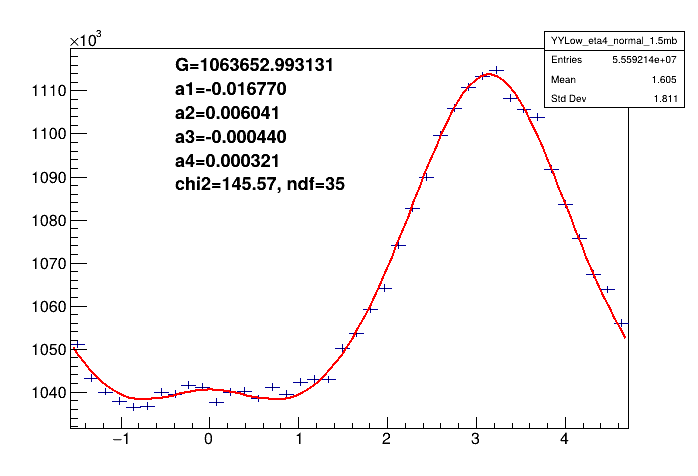 ×10³
YYLow_eta4_normal_1.5mb
Entries 5.559214e+07
Mean 1.605
Std Dev 1.811
G=1063652.993131
a1=-0.016770
a2=0.006041
a3=-0.000440
a4=0.000321
chi2=145.57, ndf=35
1110
1100
1090
1080
1070
1060
1050
1040
−1 0 1 2 3 4